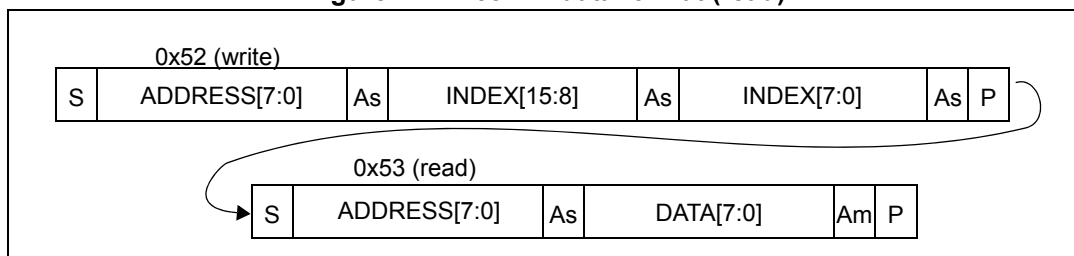 0x52 (write)
S ADDRESS[7:0] As INDEX[15:8] As INDEX[7:0] As P
0x53 (read)
S ADDRESS[7:0] As DATA[7:0] Am P